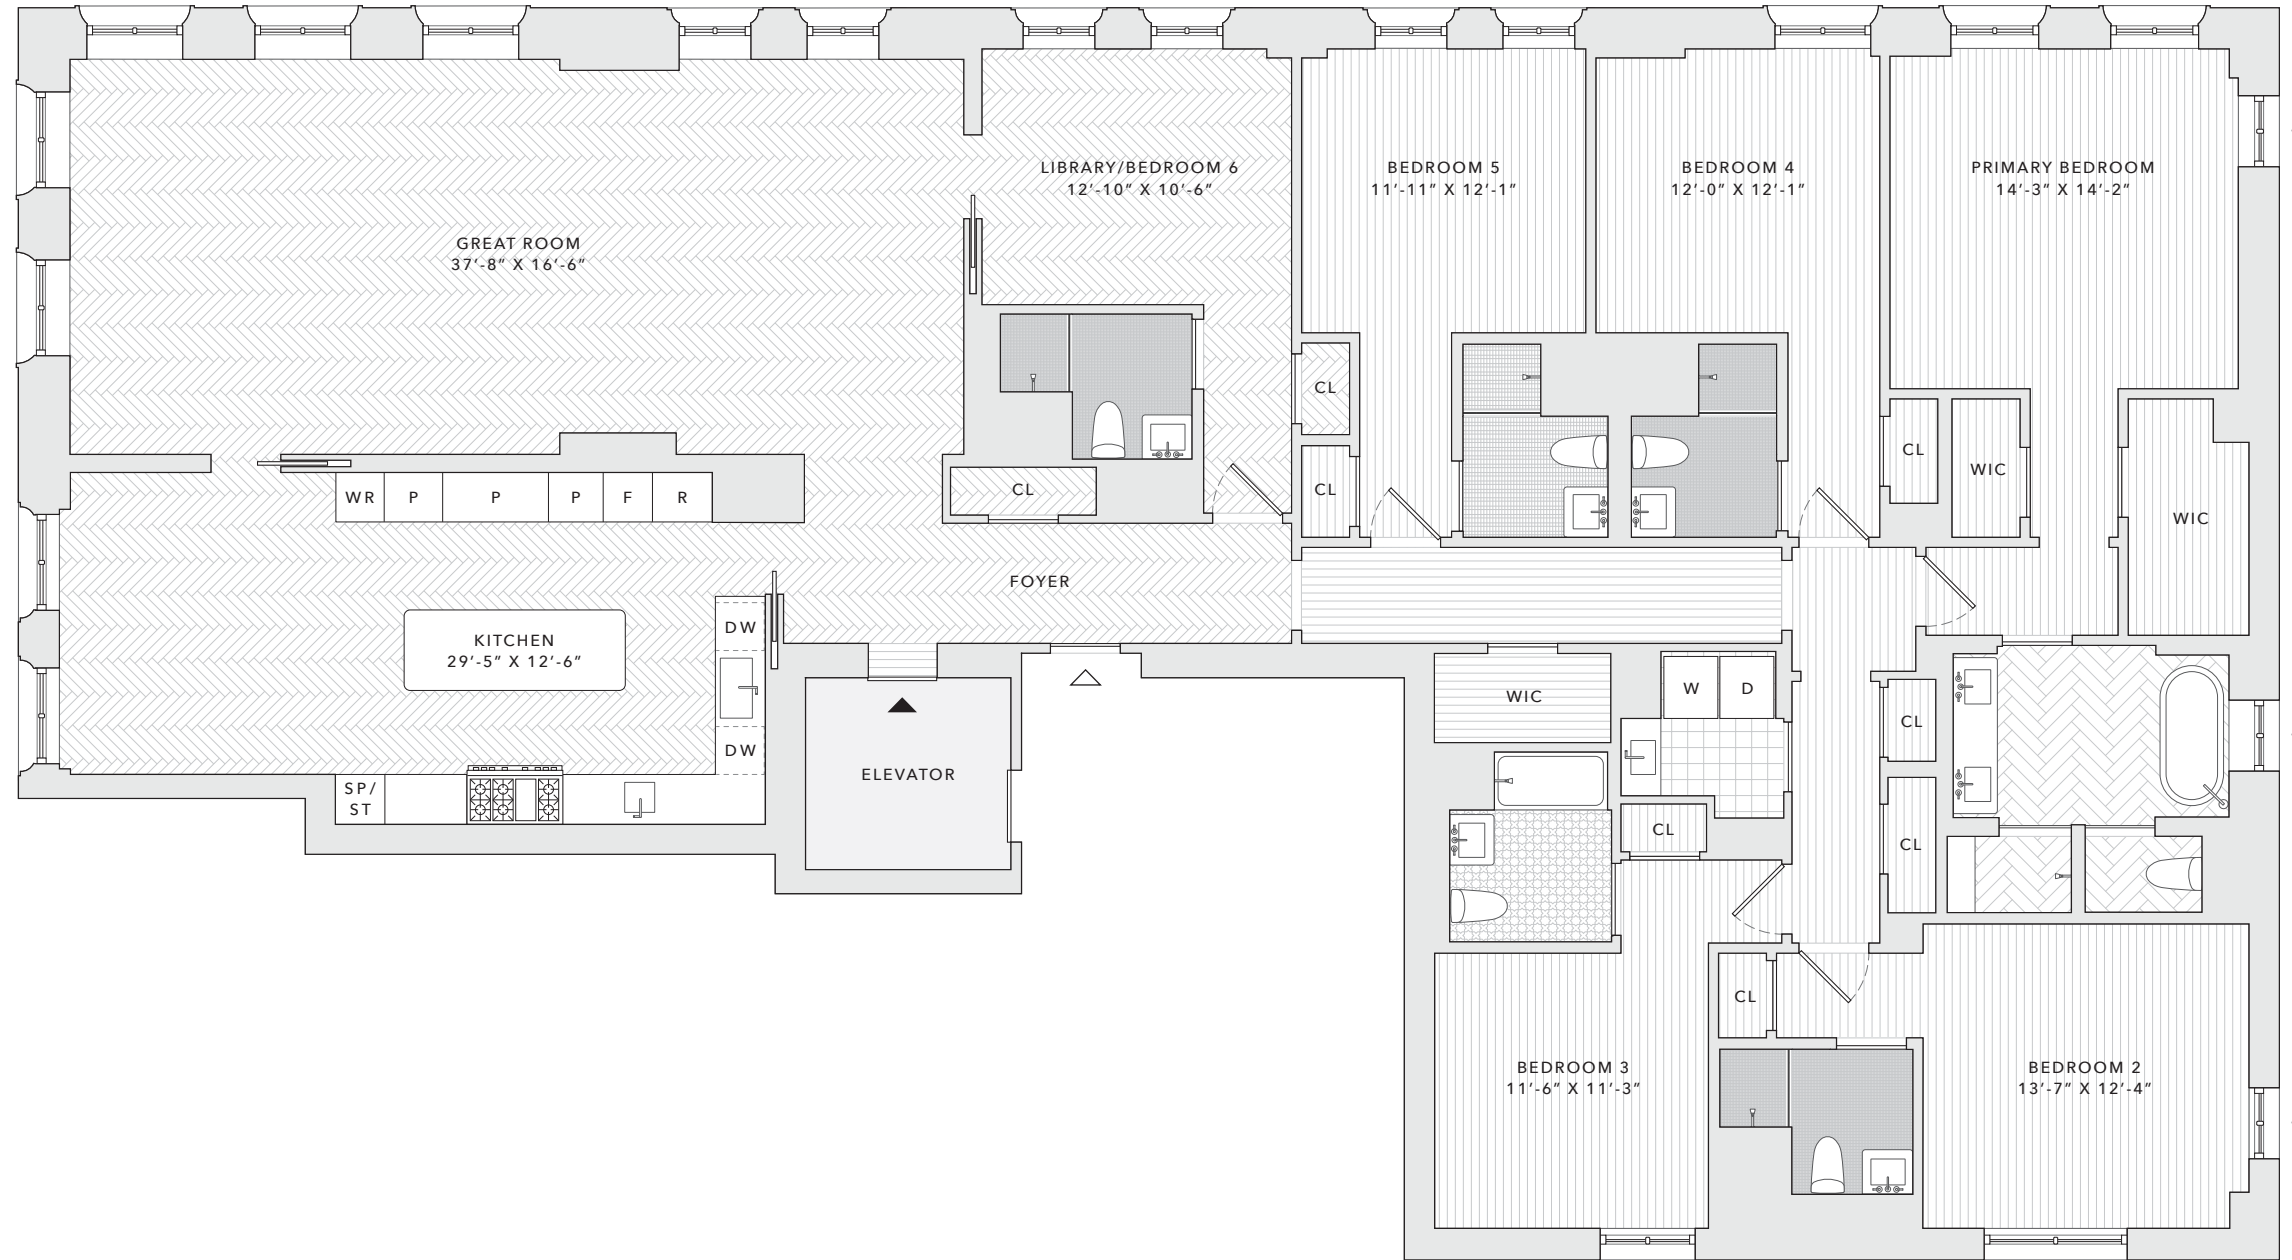 LIBRARY/BEDROOM 6
12'-10" X 10'-6"
BEDROOM 5
11'-11" X 12'-1"
BEDROOM 4
12'-0" X 12'-1"
PRIMARY BEDROOM
14'-3" X 14'-2"
GREAT ROOM
37'-8" X 16'-6"
CL
CL
WIC
WR
P
P
P
F
R
CL
CL
WIC
FOYER
DW
KITCHEN
29'-5" X 12'-6"
WIC
W
D
CL
DW
ELEVATOR
SP/
ST
CL
CL
CL
BEDROOM 3
11'-6" X 11'-3"
BEDROOM 2
13'-7" X 12'-4"